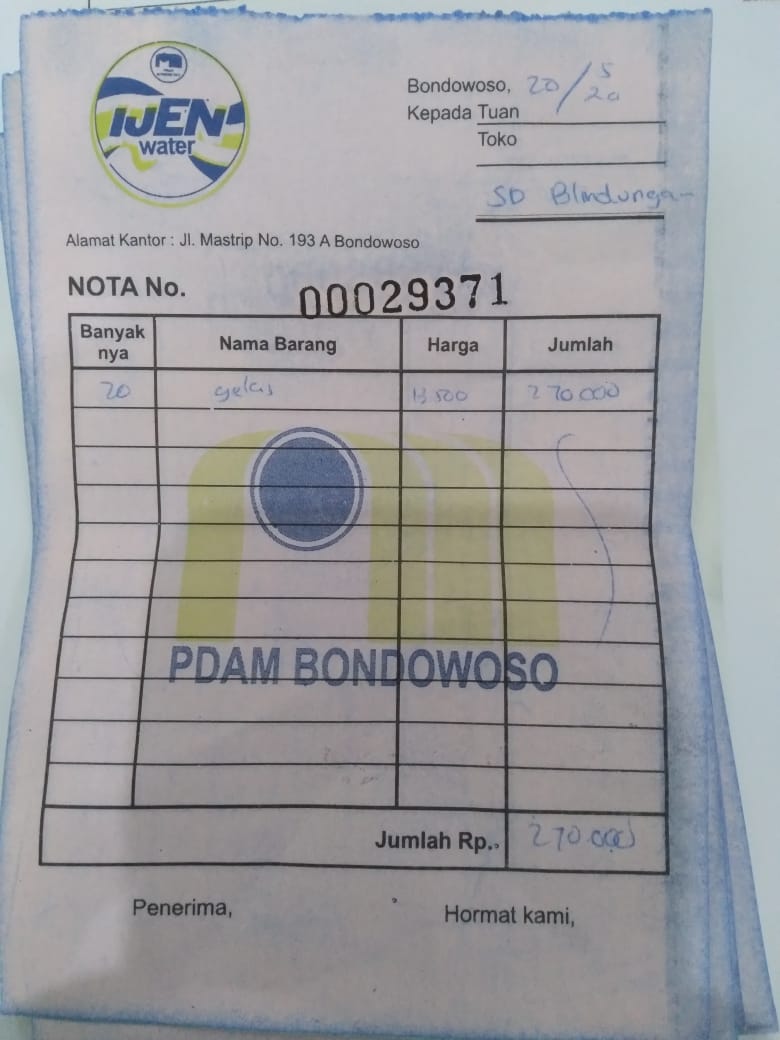 IJEN
water
Bondowoso, 20/5
20
Kepada Tuan
Toko
SD
Alamat Kantor : Jl. Mastrip No. 193 A Bondowoso
NOTA No. 00029371
Banyak nya Nama Barang Harga Jumlah
20 gelas 13.500 270.000
PDAM BONDOWOSO
Jumlah Rp. 270.000
Penerima, Hormat kami,